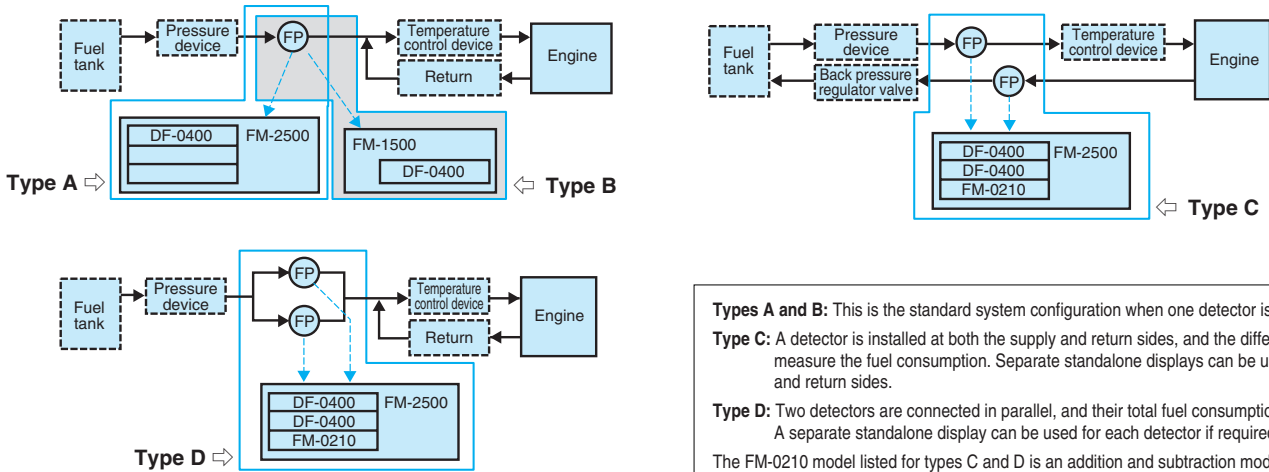 Fuel
tank
Pressure
device
FP
Temperature
control device
Return
Engine
DF-0400
FM-2500
FM-1500
DF-0400
Type A ⇨
⇦ Type B
Fuel
tank
Pressure
device
FP
Temperature
control device
Engine
Back pressure
regulator valve
FP
DF-0400
FM-2500
DF-0400
FM-0210
⇦ Type C
Fuel
tank
Pressure
device
FP
FP
Temperature
control device
Return
Engine
DF-0400
FM-2500
DF-0400
FM-0210
Type D ⇨
Types A and B: This is the standard system configuration when one detector is
Type C: A detector is installed at both the supply and return sides, and the
measure the fuel consumption. Separate standalone displays can be
and return sides.
Type D: Two detectors are connected in parallel, and their total fuel
A separate standalone display can be used for each detector if
The FM-0210 model listed for types C and D is an addition and subtraction